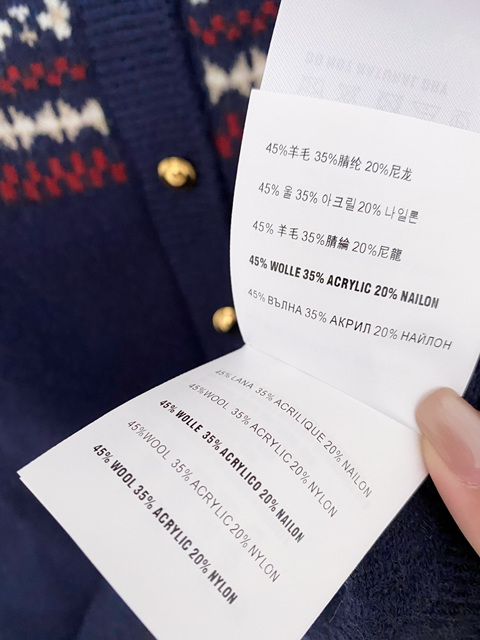 45%羊毛 35%腈纶 20%尼龙
45% 울 35% 아크릴 20% 나일론
45% 羊毛 35%腈綸 20%尼龍
45% WOLLE 35% ACRYLIC 20% NAILON
45% ВЪЛНА 35% АКРИЛ 20% НАЙЛОН
45% LANA 35% ACRILIQUE 20% NAILON
45%WOOL 35% ACRYLIC 20% NYLON
45% WOLLE 35% ACRYLICO 20% NAILON
45%WOOL 35% ACRYLIC 20% NYLON
45% WOOL 35% ACRYLIC 20% NYLON